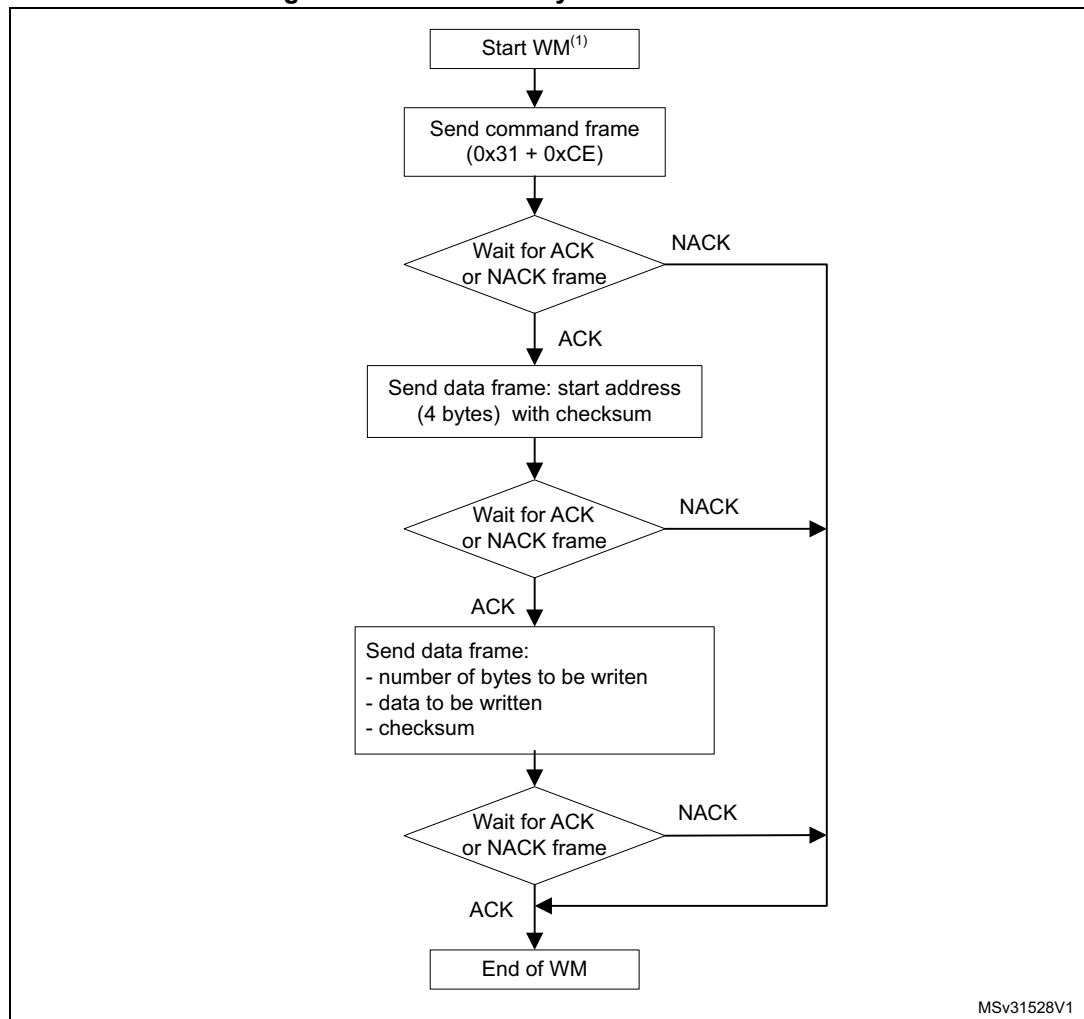 Start WM(1)
Send command frame
(0x31 + 0xCE)
Wait for ACK
or NACK frame
NACK
ACK
Send data frame: start address
(4 bytes) with checksum
Wait for ACK
or NACK frame
NACK
ACK
Send data frame:
- number of bytes to be writen
- data to be written
- checksum
Wait for ACK
or NACK frame
NACK
ACK
End of WM
MSv31528V1